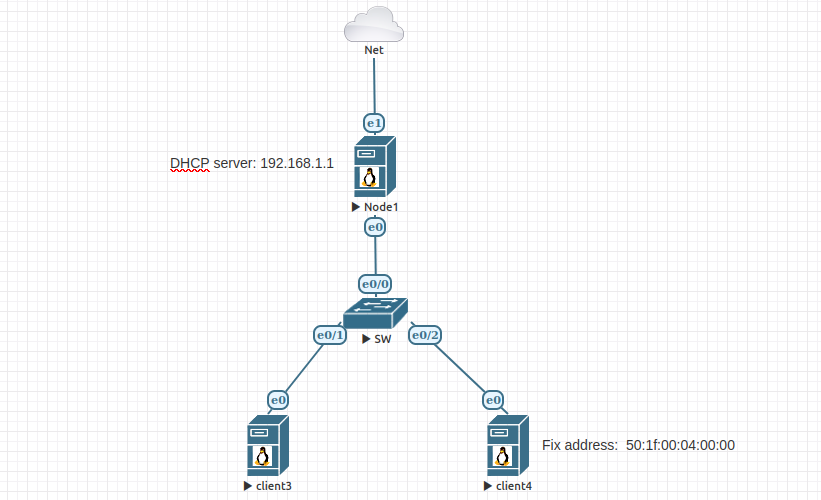 Net
e1
DHCP server: 192.168.1.1
Node1
e0
e0/0
e0/1
SW
e0/2
e0
e0
Fix address:  50:1f:00:04:00:00
client3
client4